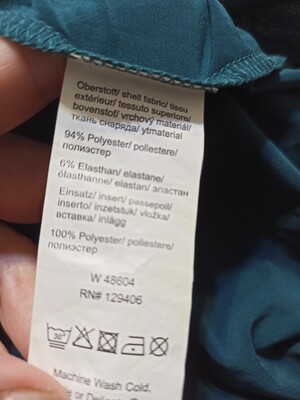 Oberstoff/ shell fabric/ tissu
extérieur/ tessuto superiore/
bovenstof/ vrchový materiál/
ткань снаряда/ ytmaterial
94% Polyester/ poliestere/
полиэстер
6% Elasthan/ elastane/
élasthanne/ elastan/ эластан
Einsatz/ insert/ passepoil/
inserto/ inzetstuk/ vložka/
вставка/ inlägg
100% Polyester/ poliestere/
полиэстер
W 48604
RN# 129406
30°
Machine Wash Cold,